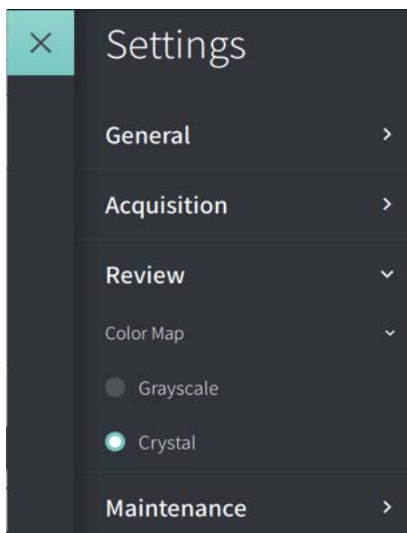 Settings
General
Acquisition
Review
Color Map
Grayscale
Crystal
Maintenance